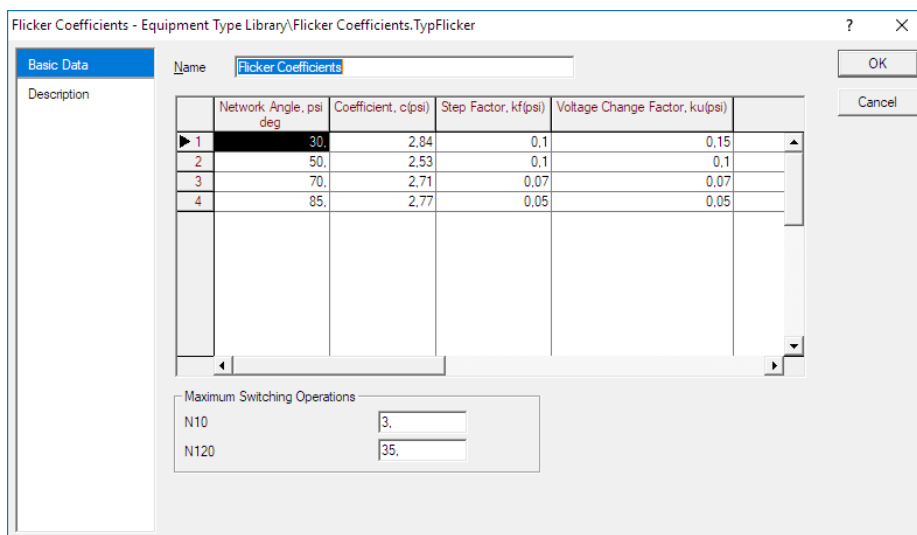 Flicker Coefficients - Equipment Type Library\Flicker Coefficients.TypFlicker ? X
Basic Data
Description
Name Flicker Coefficients
OK
Cancel
Network Angle, psi deg Coefficient, c(psi) Step Factor, kf(psi) Voltage Change Factor, ku(psi)
1 30, 2,84 0,1 0,15
2 50, 2,53 0,1 0,1
3 70, 2,71 0,07 0,07
4 85, 2,77 0,05 0,05
Maximum Switching Operations
N10 3,
N120 35,